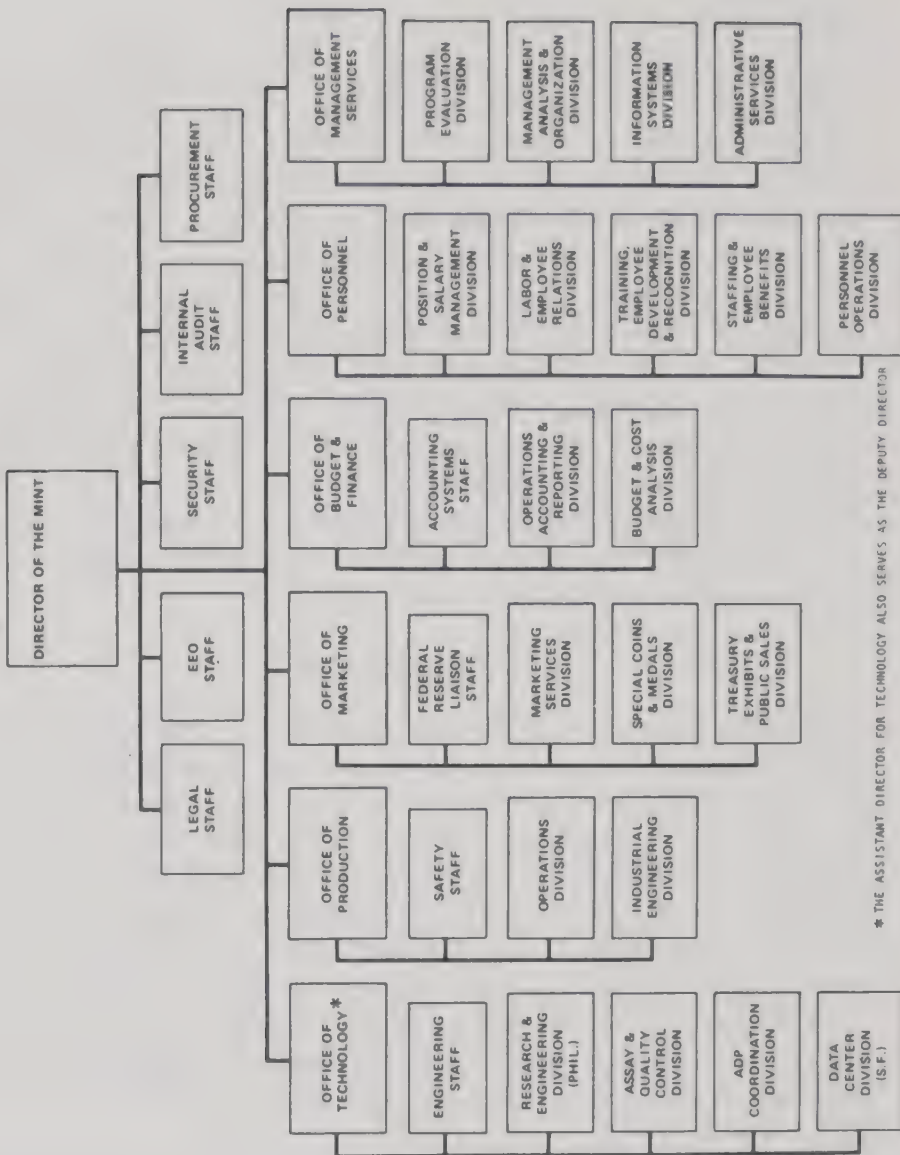 DIRECTOR OF THE MINT
LEGAL
STAFF
EEO
STAFF
SECURITY
STAFF
INTERNAL
AUDIT
STAFF
PROCUREMENT
STAFF
OFFICE OF
TECHNOLOGY*
ENGINEERING
STAFF
RESEARCH &
ENGINEERING
DIVISION
(PHIL.)
ASSAY &
QUALITY
CONTROL
DIVISION
ADP
COORDINATION
DIVISION
DATA
CENTER
DIVISION
(S.F.)
OFFICE OF
PRODUCTION
SAFETY
STAFF
OPERATIONS
DIVISION
INDUSTRIAL
ENGINEERING
DIVISION
OFFICE OF
MARKETING
FEDERAL
RESERVE
LIAISON
STAFF
MARKETING
SERVICES
DIVISION
SPECIAL COINS
& MEDALS
DIVISION
TREASURY
EXHIBITS &
PUBLIC SALES
DIVISION
OFFICE OF
BUDGET &
FINANCE
ACCOUNTING
SYSTEMS
STAFF
OPERATIONS
ACCOUNTING &
REPORTING
DIVISION
BUDGET & COST
ANALYSIS
DIVISION
OFFICE OF
PERSONNEL
POSITION &
SALARY
MANAGEMENT
DIVISION
LABOR &
EMPLOYEE
RELATIONS
DIVISION
TRAINING,
EMPLOYEE
DEVELOPMENT
& RECOGNITION
DIVISION
STAFFING &
EMPLOYEE
BENEFITS
DIVISION
PERSONNEL
OPERATIONS
DIVISION
OFFICE OF
MANAGEMENT
SERVICES
PROGRAM
EVALUATION
DIVISION
MANAGEMENT
ANALYSIS &
ORGANIZATION
DIVISION
INFORMATION
SYSTEMS
DIVISION
ADMINISTRATIVE
SERVICES
DIVISION
* THE ASSISTANT DIRECTOR FOR TECHNOLOGY ALSO SERVES AS THE DEPUTY DIRECTOR